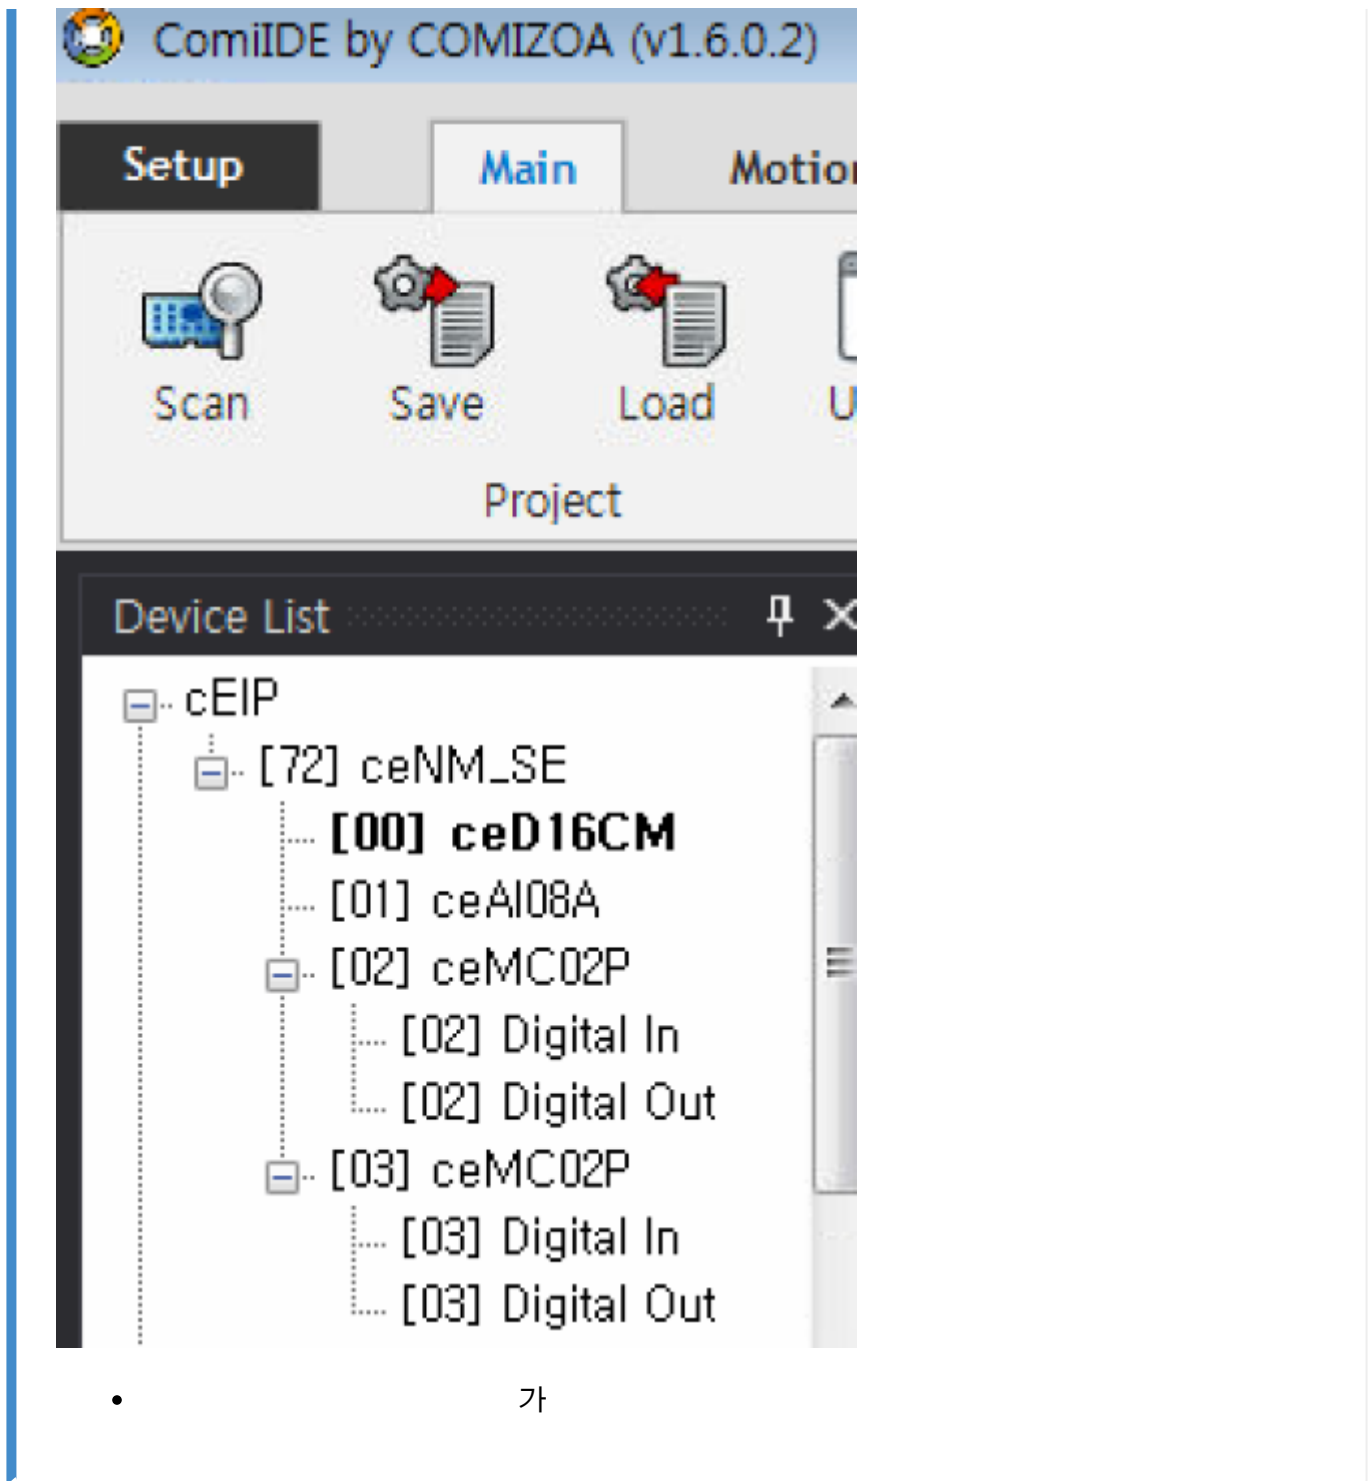 ComiIDE by COMIZOA (v1.6.0.2)
Setup Main Motion
Scan Save Load U
Project
Device List
cEIP
[72] ceNM_SE
[00] ceD16CM
[01] ceAI08A
[02] ceMC02P
[02] Digital In
[02] Digital Out
[03] ceMC02P
[03] Digital In
[03] Digital Out
• 가